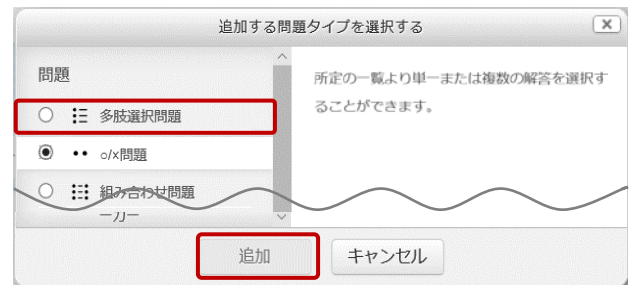 追加する問題タイプを選択する
問題
多肢選択問題
o/x問題
組み合わせ問題
ーカー
所定の一覧より単一または複数の解答を選択す
ることができます。
追加
キャンセル